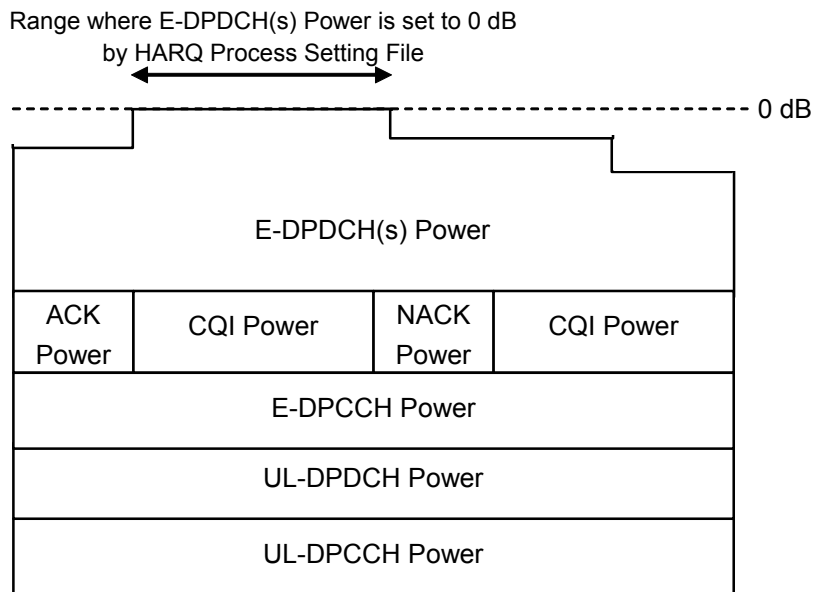 Range where E-DPDCH(s) Power is set to 0 dB
by HARQ Process Setting File
0 dB
E-DPDCH(s) Power
ACK
Power
CQI Power
NACK
Power
CQI Power
E-DPCCH Power
UL-DPDCH Power
UL-DPCCH Power